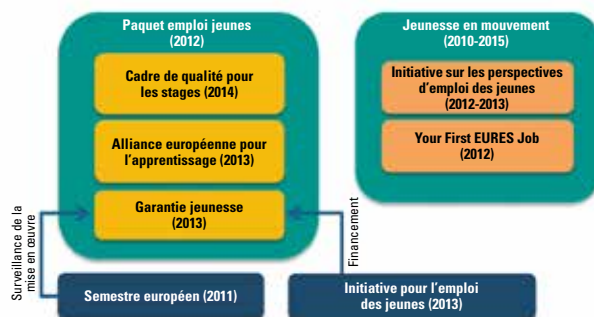 Paquet emploi jeunes
(2012)
Cadre de qualité pour
les stages (2014)
Alliance européenne pour
l'apprentissage (2013)
Garantie jeunesse
(2013)
Jeunesse en mouvement
(2010-2015)
Initiative sur les perspectives
d'emploi des jeunes
(2012-2013)
Your First EURES Job
(2012)
Surveillance de la
mise en œuvre
Financement
Semestre européen (2011)
Initiative pour l'emploi
des jeunes (2013)